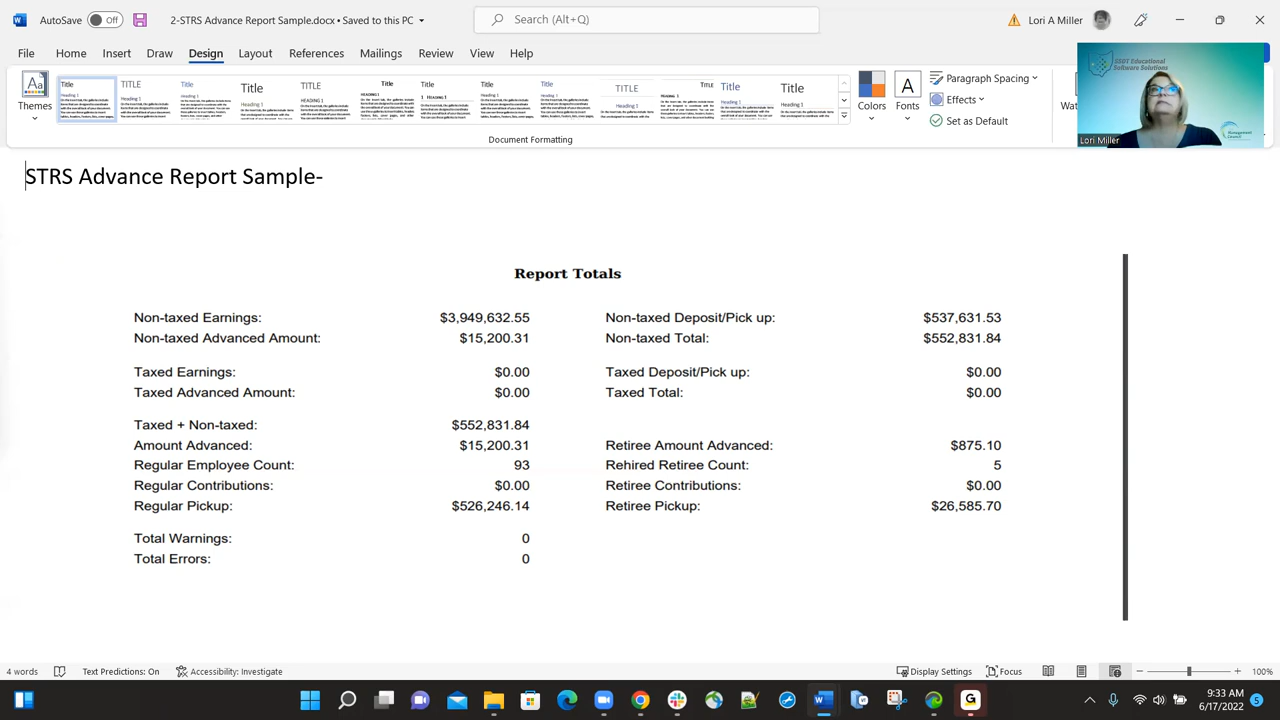 AutoSave Off 2-STRS Advance Report Sample.docx • Saved to this PC Search (Alt+Q) Lori A Miller
File Home Insert Draw Design Layout References Mailings Review View Help
Themes Colors Fonts Paragraph Spacing Effects Set as Default
Document Formatting
SSDT Educational Software Solutions
Management Council
Lori Miller
STRS Advance Report Sample-
Report Totals
Non-taxed Earnings: $3,949,632.55 Non-taxed Deposit/Pick up: $537,631.53
Non-taxed Advanced Amount: $15,200.31 Non-taxed Total: $552,831.84
Taxed Earnings: $0.00 Taxed Deposit/Pick up: $0.00
Taxed Advanced Amount: $0.00 Taxed Total: $0.00
Taxed + Non-taxed: $552,831.84
Amount Advanced: $15,200.31 Retiree Amount Advanced: $875.10
Regular Employee Count: 93 Rehired Retiree Count: 5
Regular Contributions: $0.00 Retiree Contributions: $0.00
Regular Pickup: $526,246.14 Retiree Pickup: $26,585.70
Total Warnings: 0
Total Errors: 0
4 words Text Predictions: On Accessibility: Investigate Display Settings Focus 100%
9:33 AM
6/17/2022